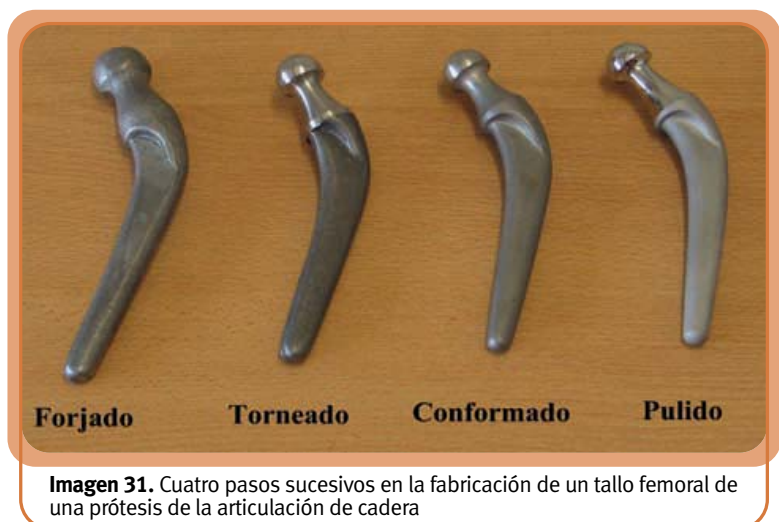 Forjado Torneado Conformado Pulido
Imagen 31. Cuatro pasos sucesivos en la fabricación de un tallo femoral de
una prótesis de la articulación de cadera